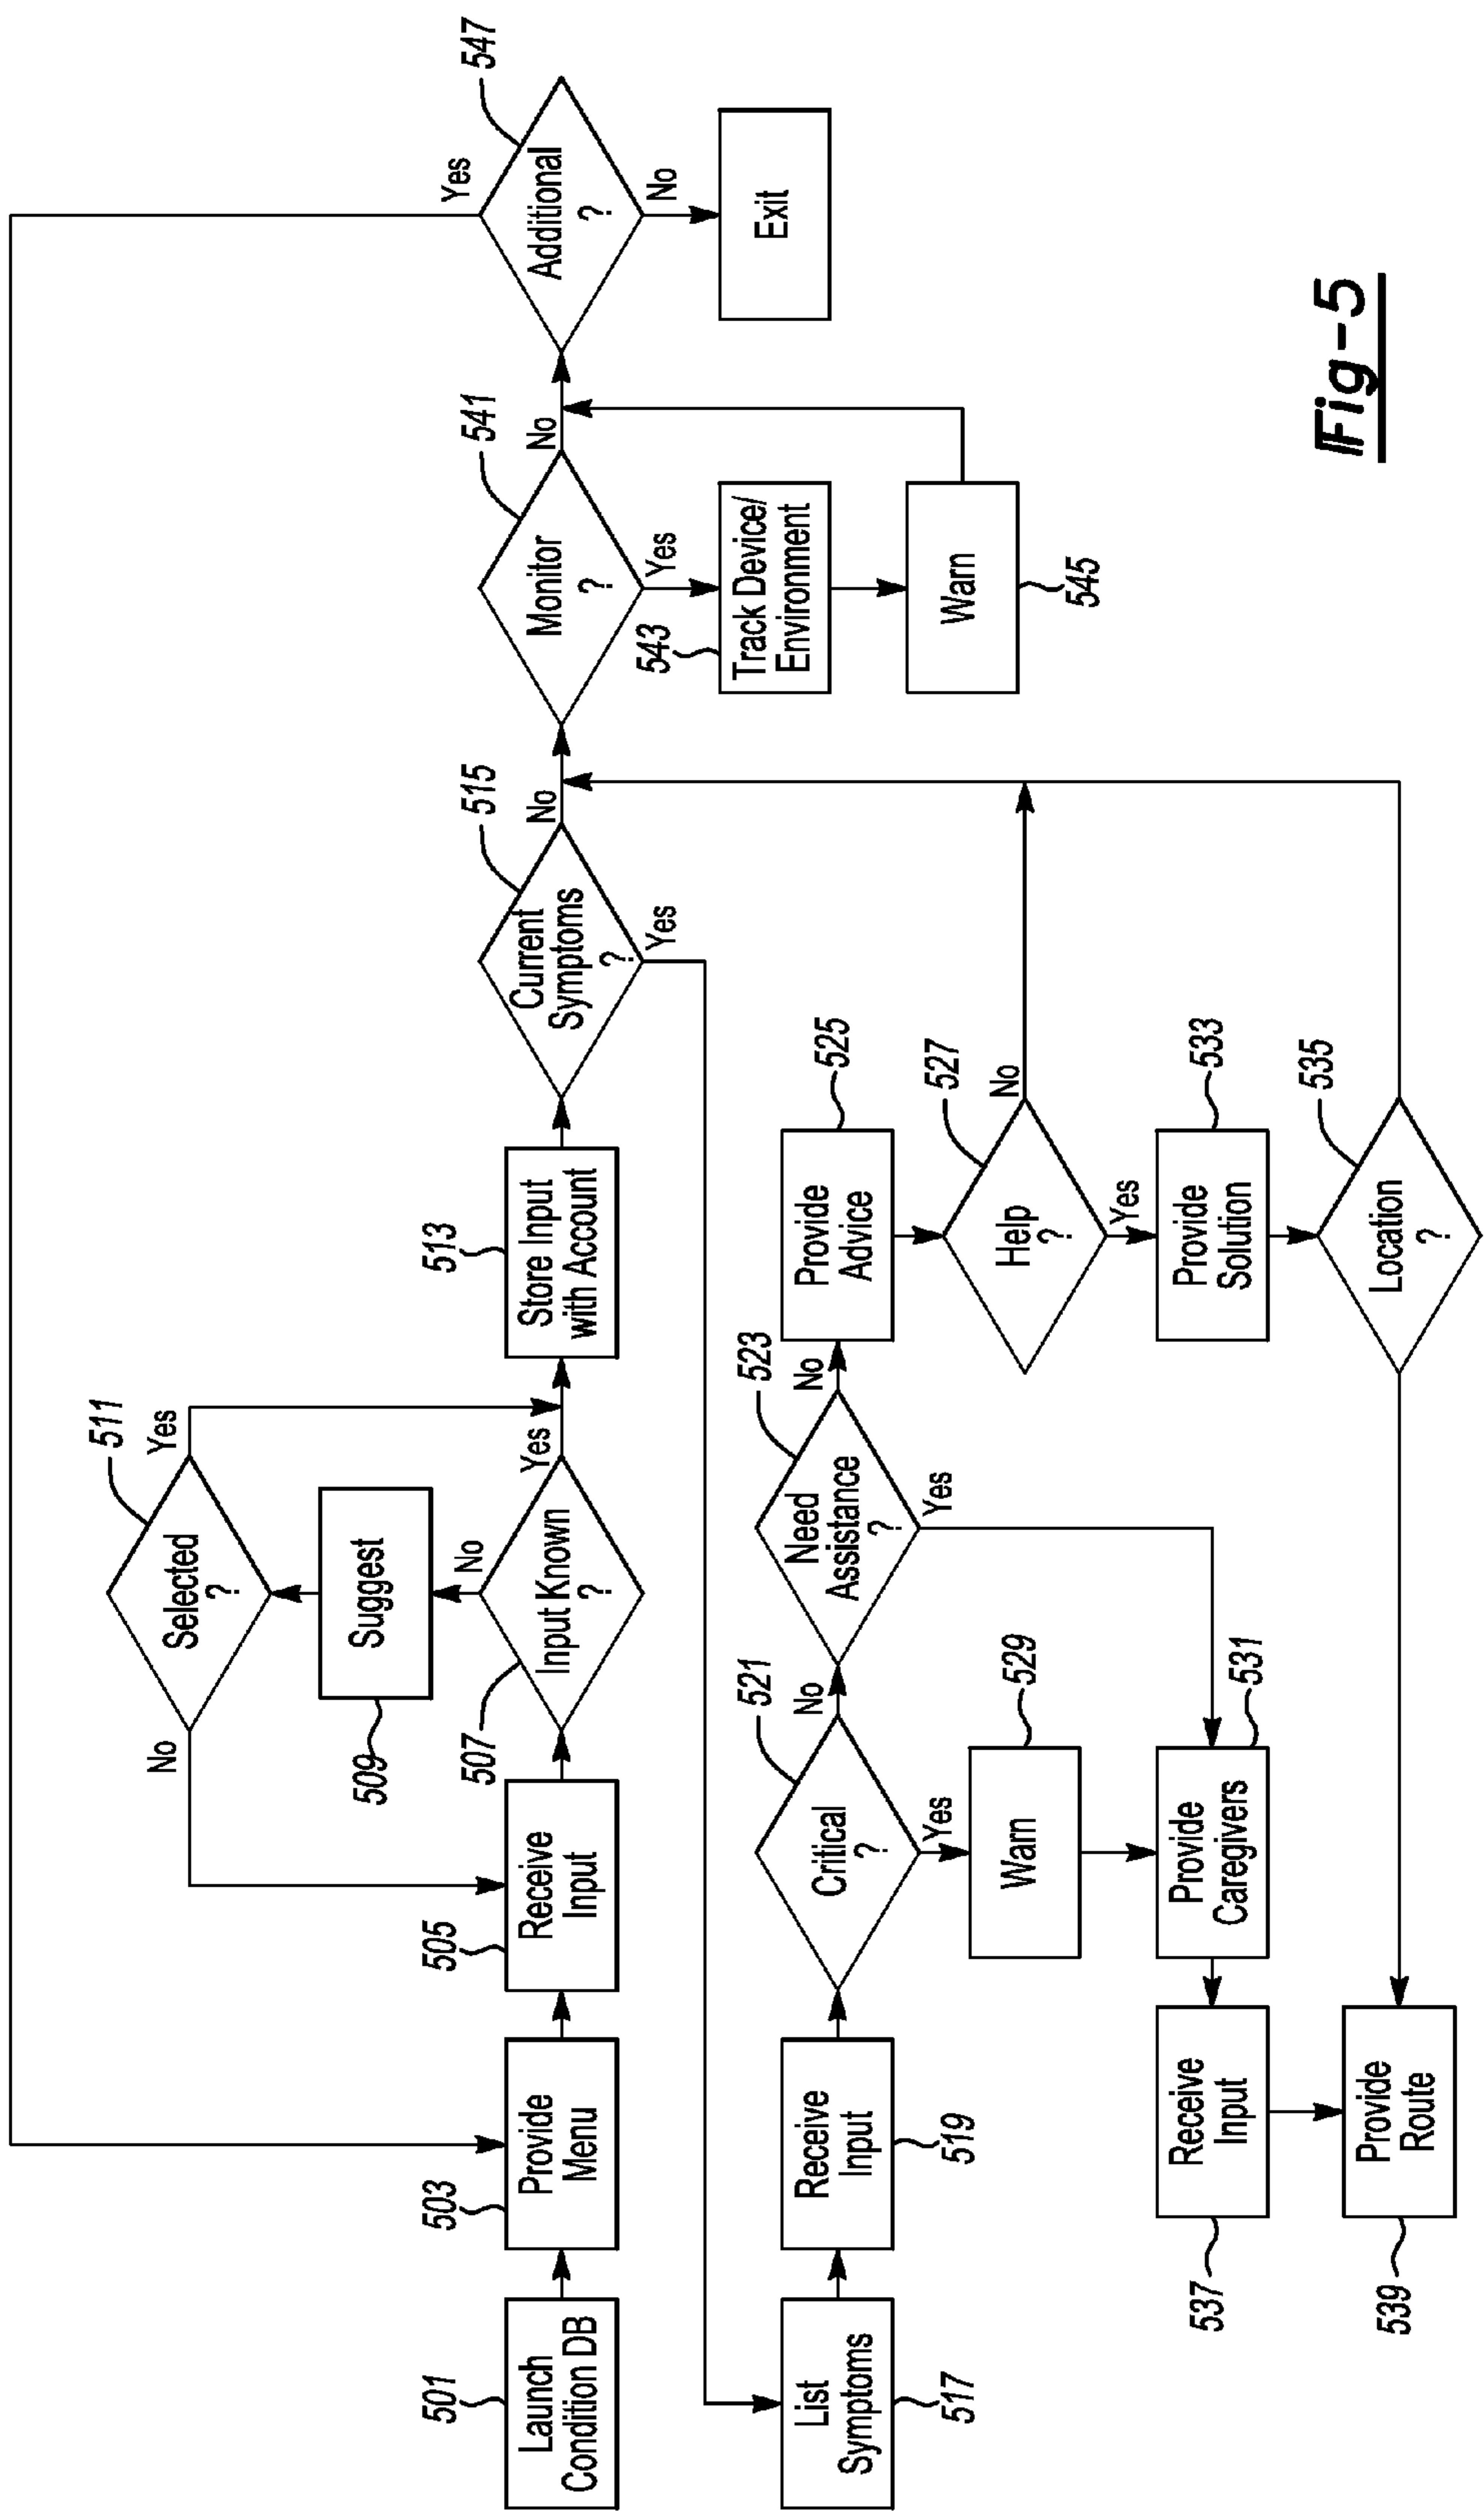 501
Launch
Condition DB
503
Provide
Menu
505
Receive
Input
507
Input Known
?
No
Yes
509
Suggest
511
Selected
?
No
Yes
513
Store Input
with Account
515
Current
Symptoms
?
No
Yes
541
Monitor
?
No
Yes
543
Track Device/
Environment
Warn
545
547
Additional
?
Yes
No
Exit
List
Symptoms
517
Receive
Input
519
521
Critical
?
No
Yes
523
Need
Assistance
?
No
Yes
525
Provide
Advice
527
Help
?
No
Yes
529
Warn
531
Provide
Caregivers
533
Provide
Solution
535
Location
?
537
Receive
Input
539
Provide
Route
Fig-5